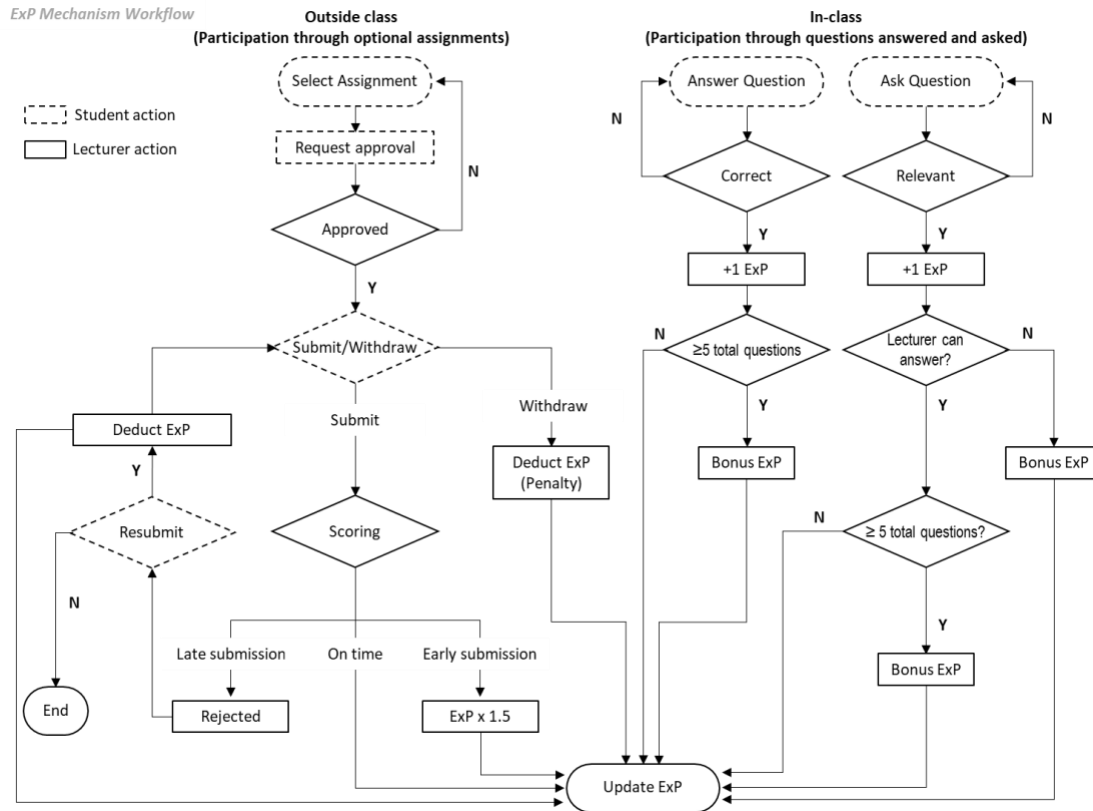 ExP Mechanism Workflow
Outside class
(Participation through optional assignments)
In-class
(Participation through questions answered and asked)
Student action
Lecturer action
Select Assignment
Request approval
N
Approved
Y
Submit/Withdraw
Withdraw
Submit
Deduct ExP
Deduct ExP
(Penalty)
Y
Resubmit
Scoring
N
Late submission
On time
Early submission
End
Rejected
ExP x 1.5
Answer Question
N
Correct
Y
+1 ExP
N
≥5 total questions
Y
Bonus ExP
Ask Question
N
Relevant
Y
+1 ExP
Lecturer can
answer?
N
Y
Bonus ExP
N
≥ 5 total questions?
Y
Bonus ExP
Update ExP